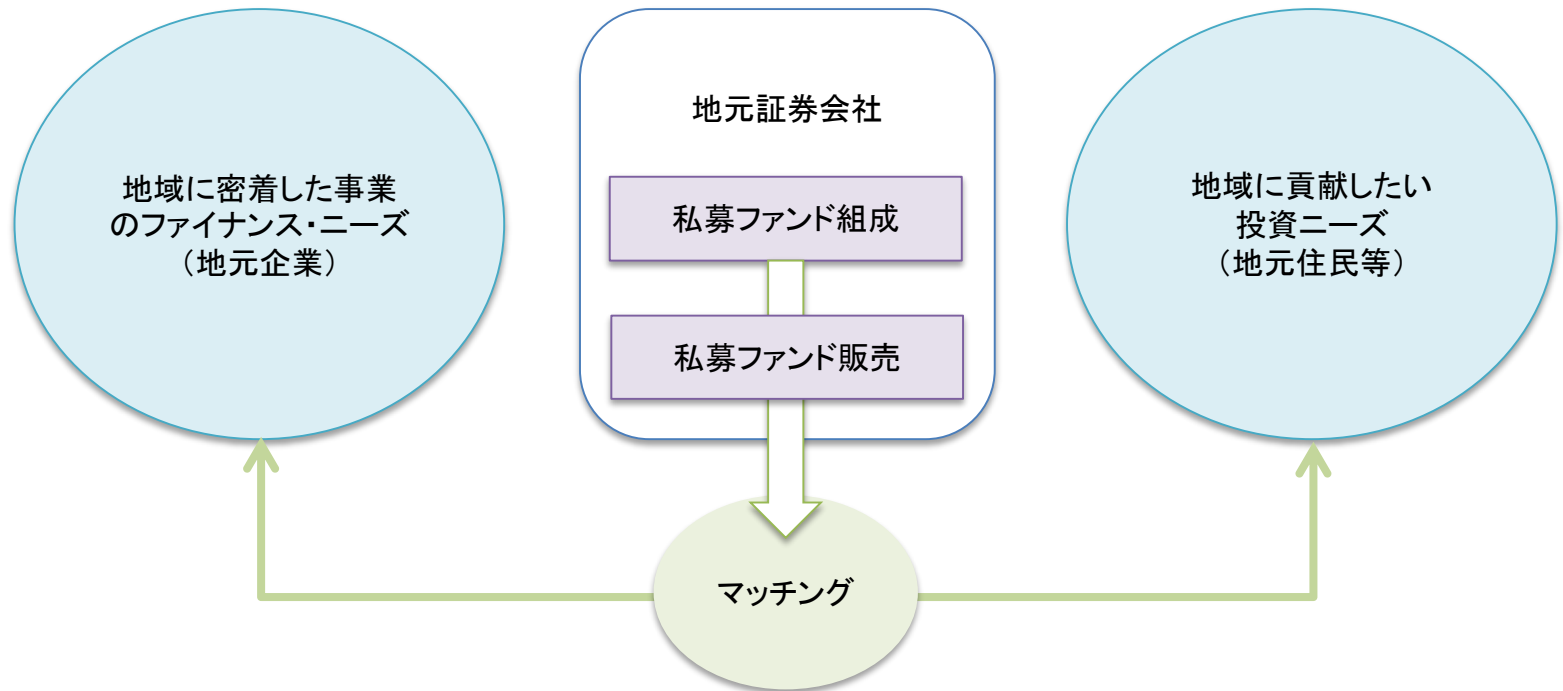 地域に密着した事業
のファイナンス・ニーズ
（地元企業）
地元証券会社
私募ファンド組成
私募ファンド販売
地域に貢献したい
投資ニーズ
（地元住民等）
マッチング